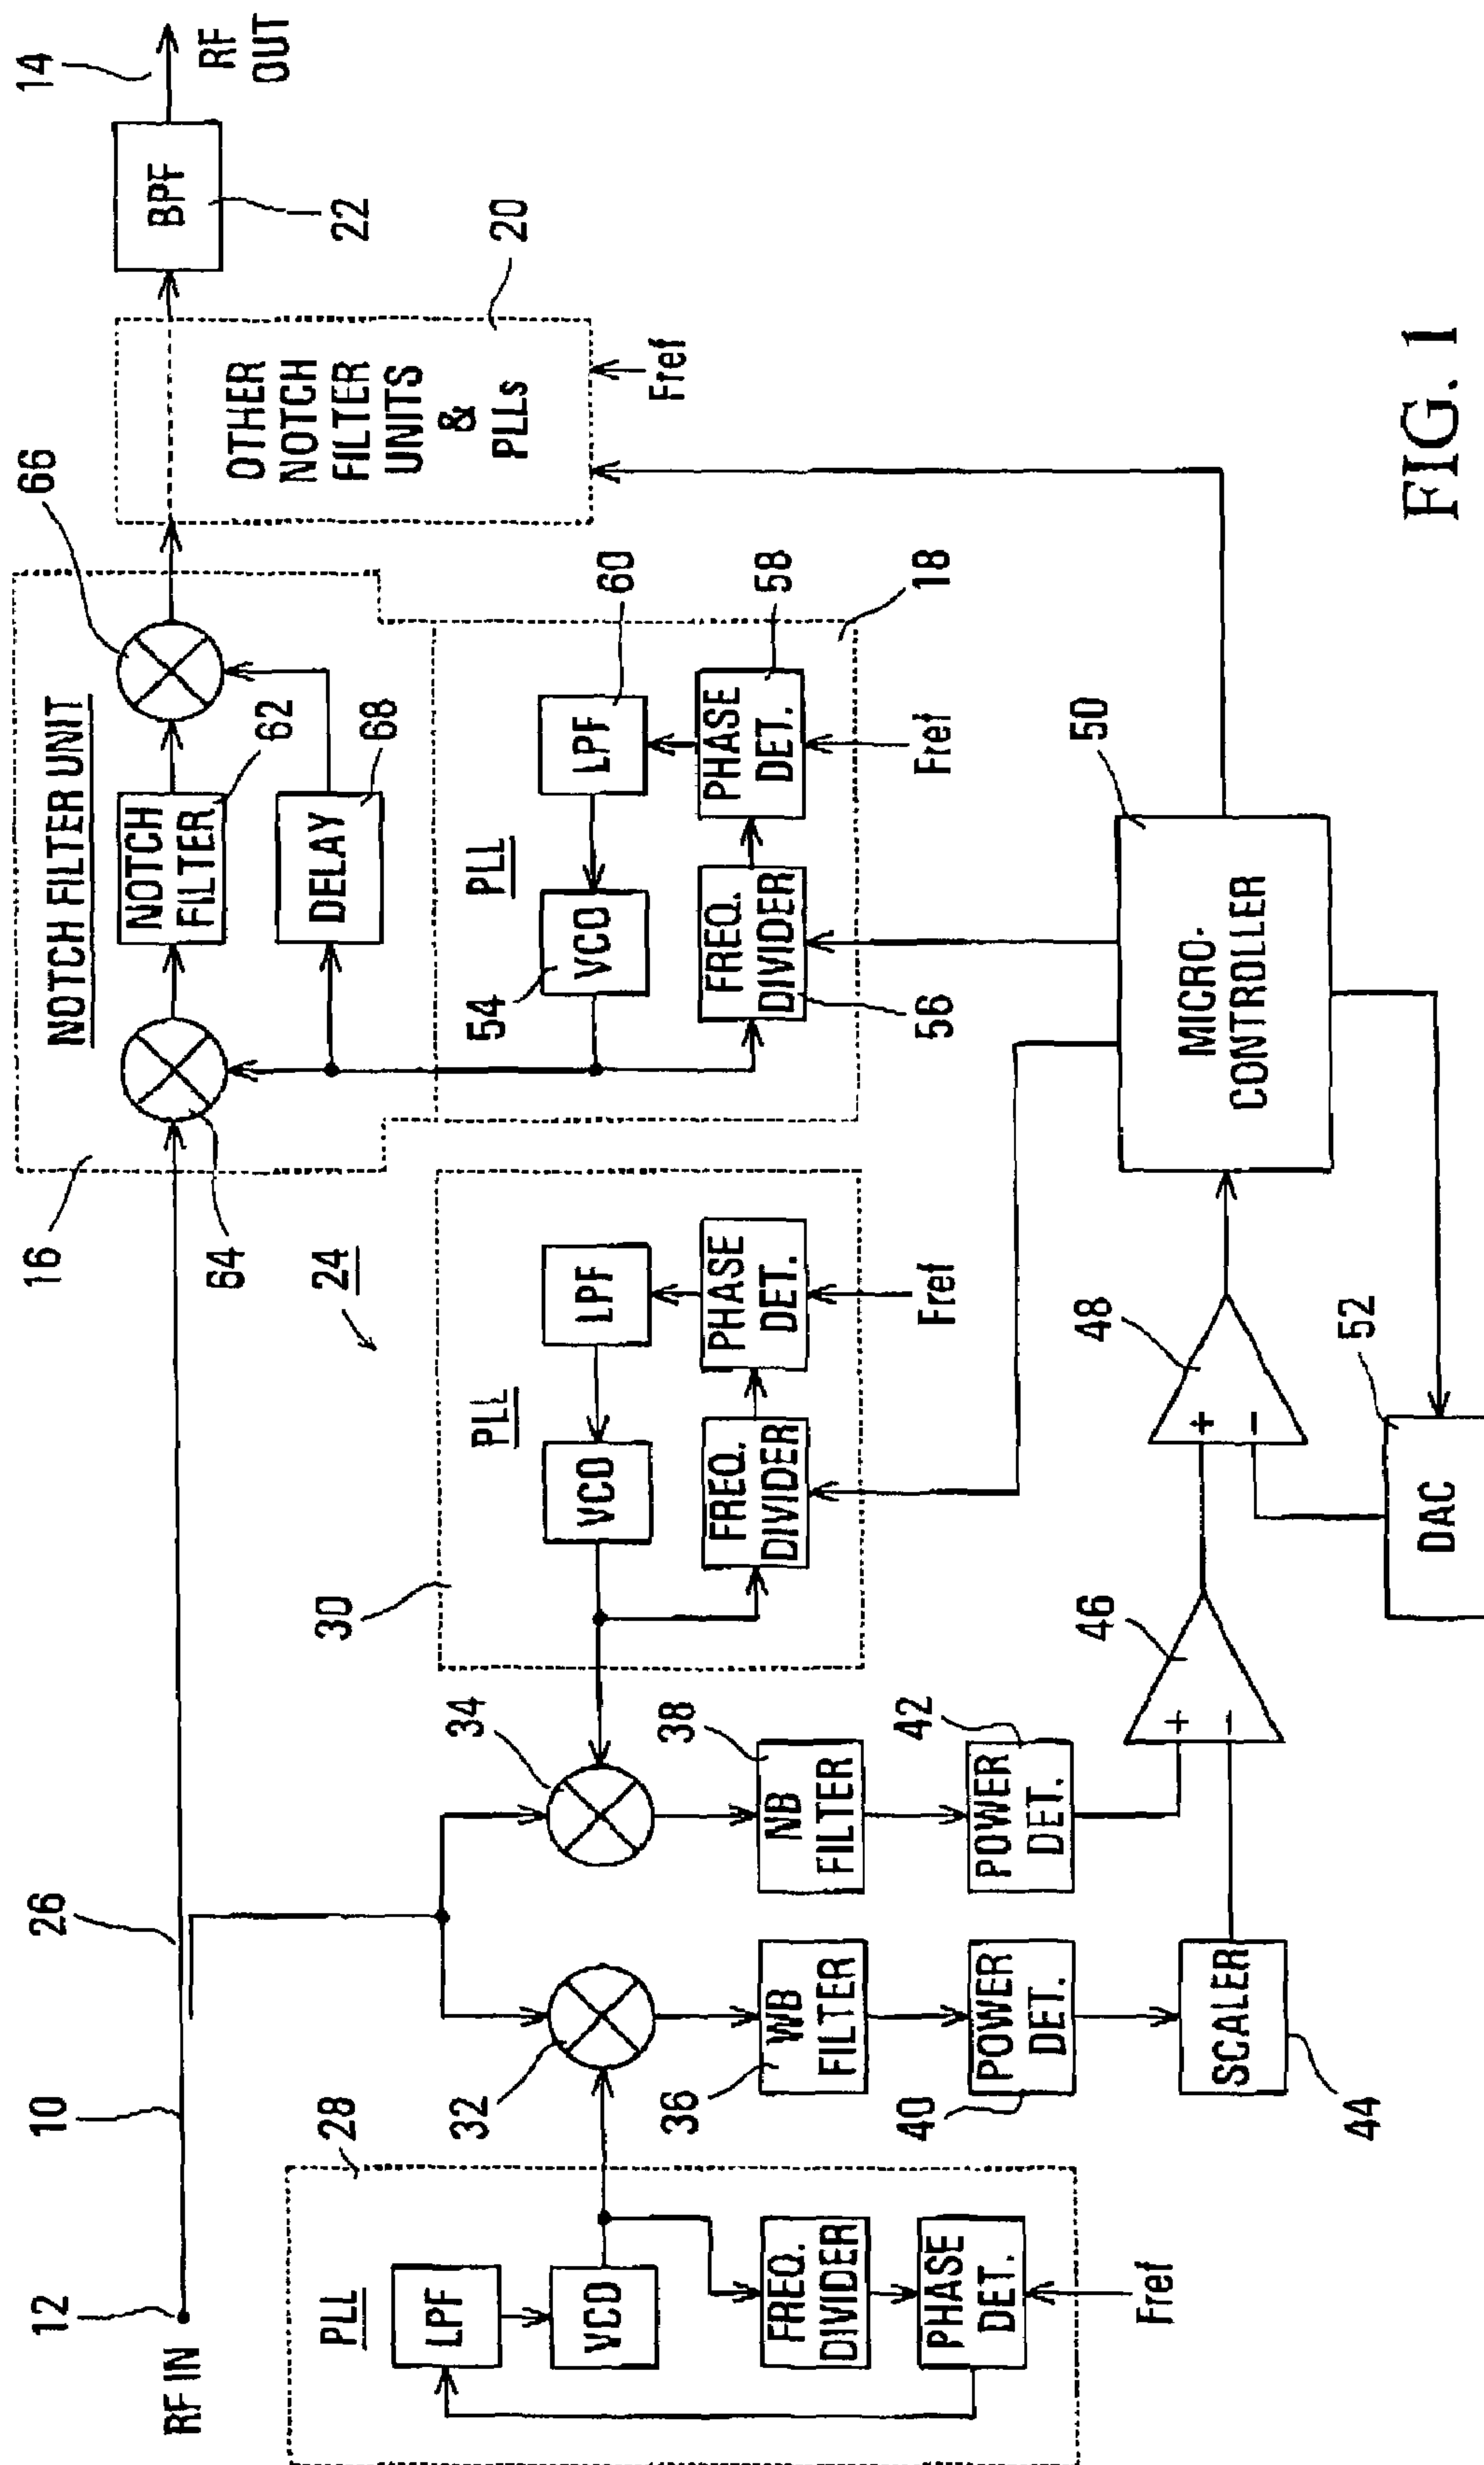 14
RF
OUT
BPF
22
20
OTHER
NOTCH
FILTER
UNITS
&
PLLs
Fref
66
NOTCH FILTER UNIT
NOTCH
FILTER
62
DELAY
68
64
16
PLL
LPF
60
VCO
54
PHASE
DET.
58
FREQ.
DIVIDER
56
18
Fref
24
PLL
LPF
VCO
PHASE
DET.
FREQ.
DIVIDER
Fref
30
RF IN
12
10
26
28
PLL
LPF
VCO
FREQ.
DIVIDER
PHASE
DET.
Fref
32
34
36
WB
FILTER
38
NB
FILTER
40
POWER
DET.
42
POWER
DET.
SCALER
44
46
+
−
48
+
−
50
MICRO-
CONTROLLER
52
DAC
FIG. 1